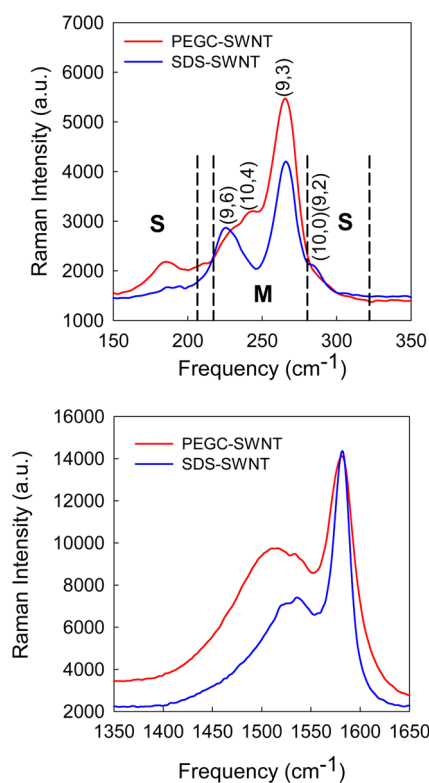 7000
6000
5000
4000
3000
2000
1000
Raman Intensity (a.u.)
PEGC-SWNT
SDS-SWNT
(9,3)
(10,4)
(9,6)
(10,0)(9,2)
S
S
M
150 200 250 300 350
Frequency (cm-1)
16000
14000
12000
10000
8000
6000
4000
2000
Raman Intensity (a.u.)
PEGC-SWNT
SDS-SWNT
1350 1400 1450 1500 1550 1600 1650
Frequency (cm-1)